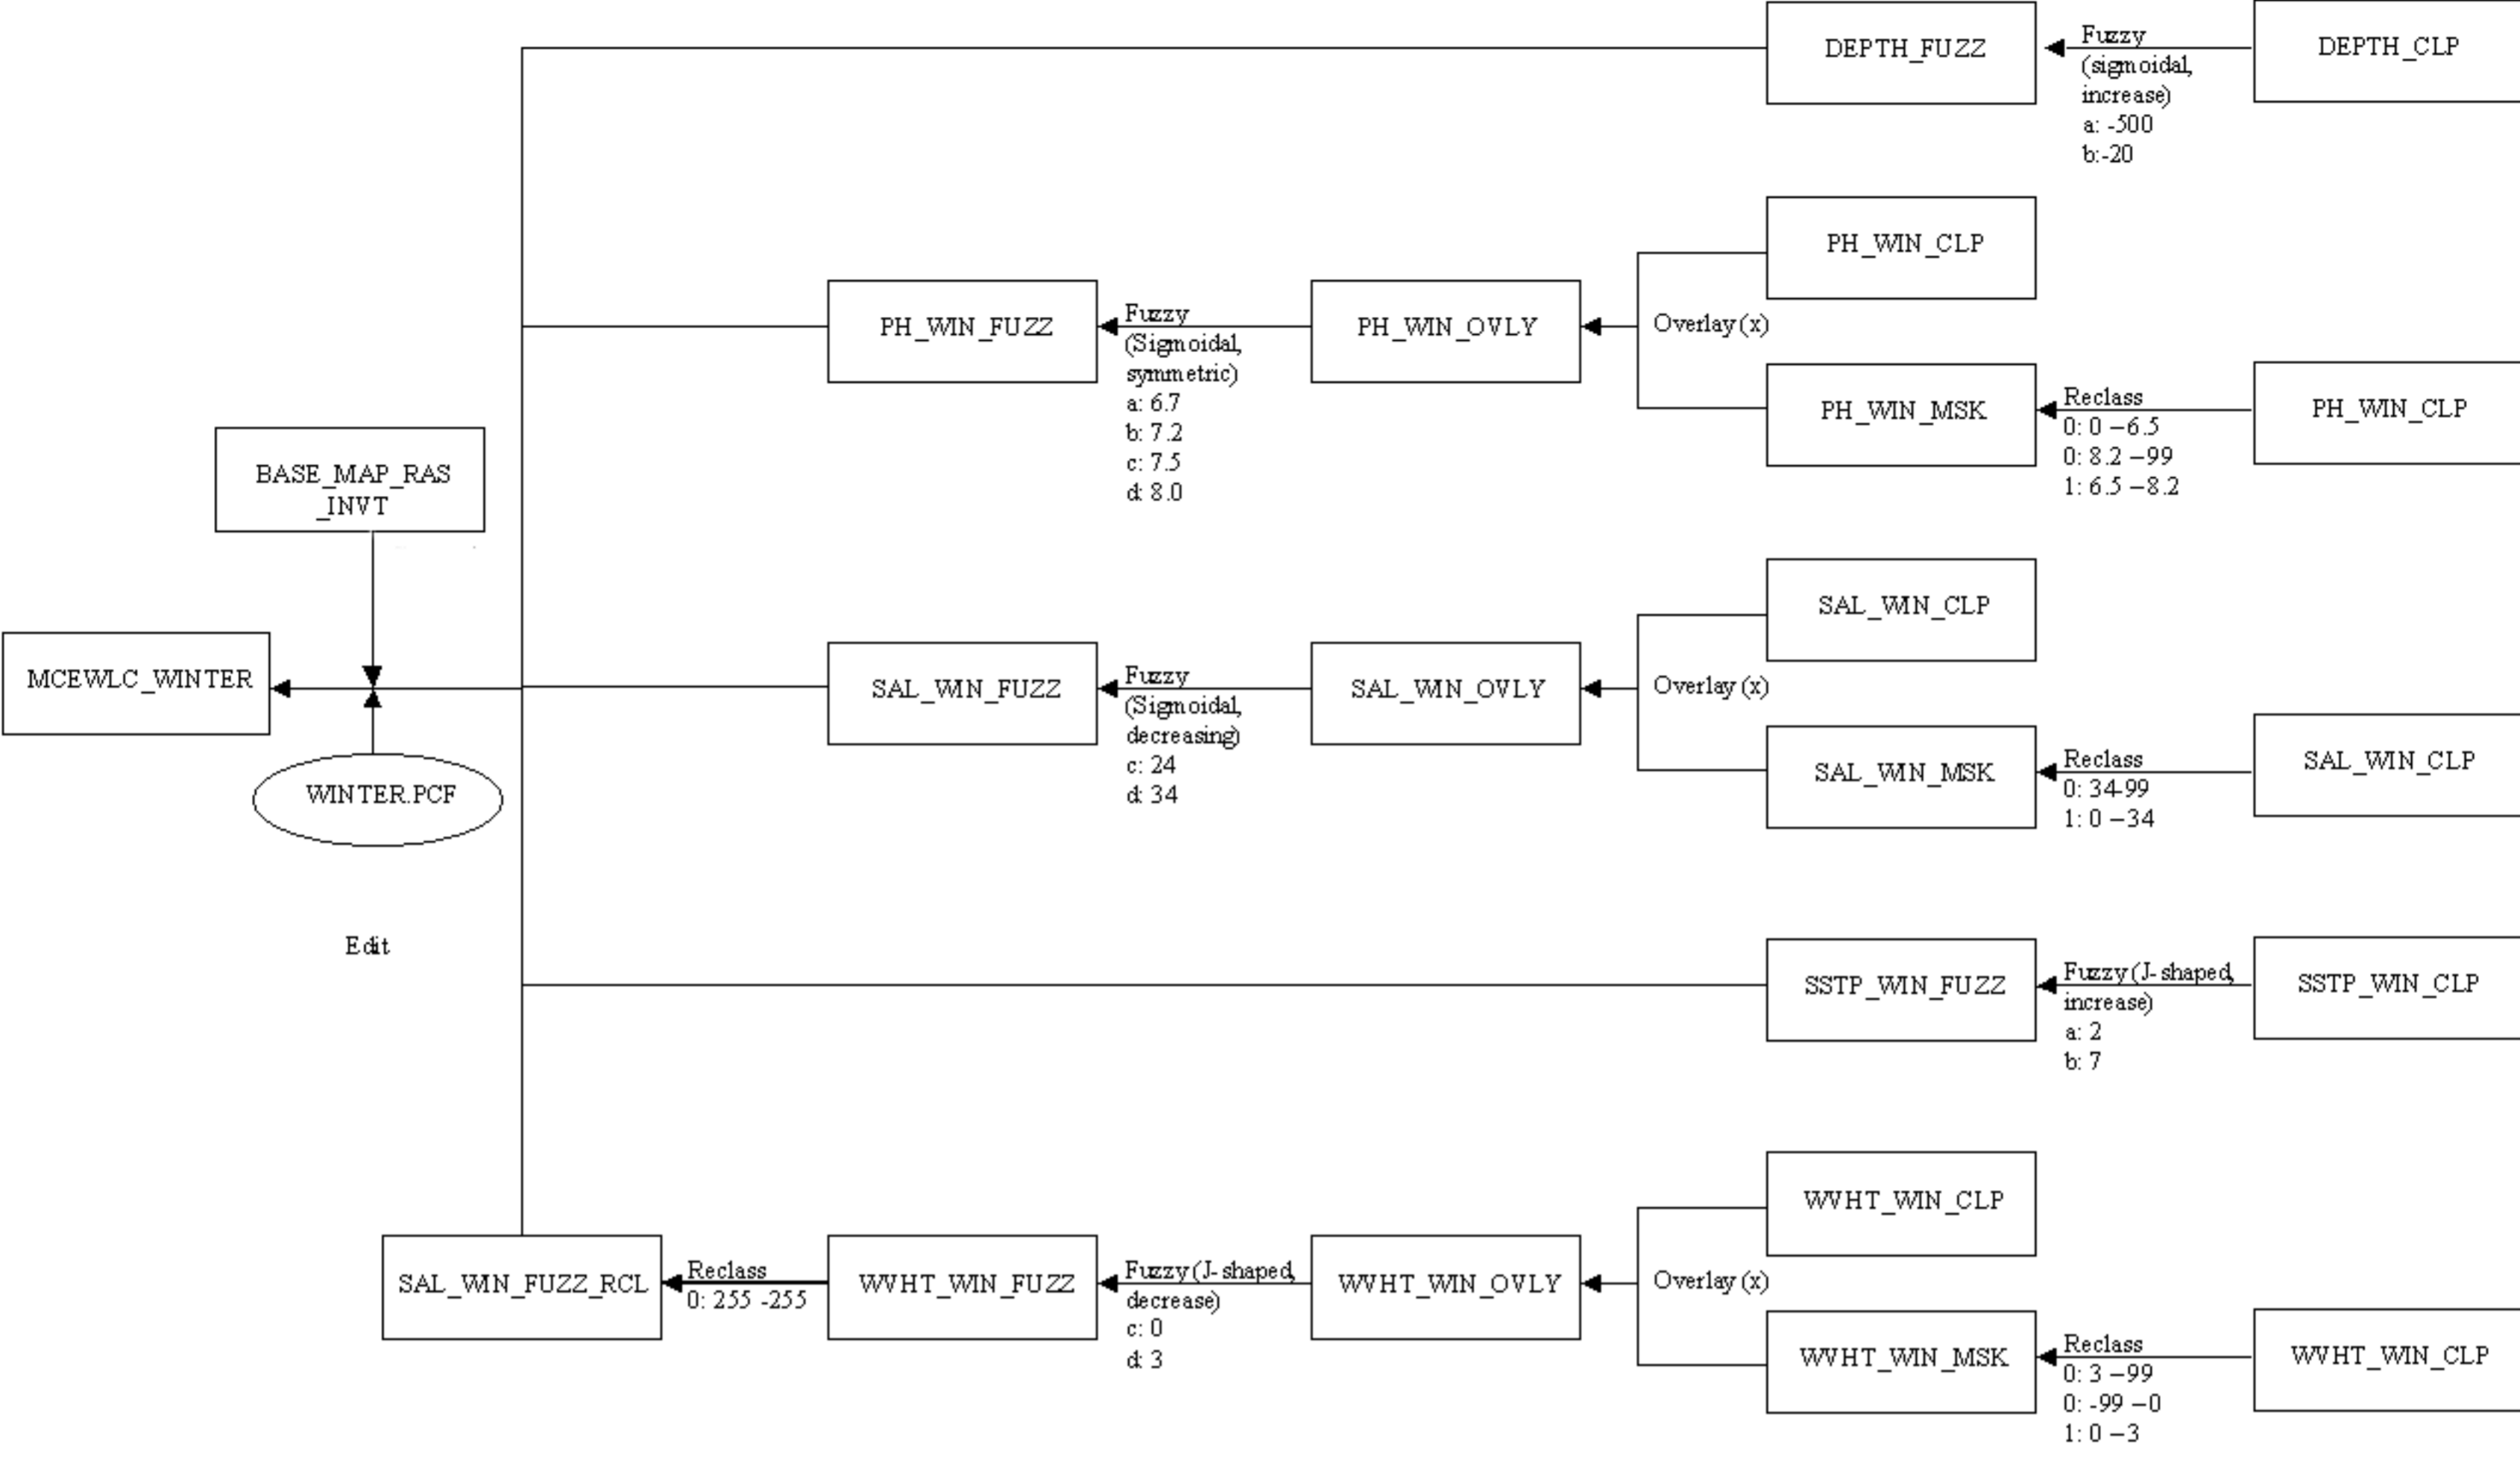 DEPTH_FUZZ
Fuzzy
(sigmoidal,
increase)
a: -500
b:-20
DEPTH_CLP
PH_WIN_CLP
PH_WIN_FUZZ
Fuzzy
(Sigmoidal,
symmetric)
a: 6.7
b: 7.2
c: 7.5
d: 8.0
PH_WIN_OVLY
Overlay (x)
PH_WIN_MSK
Reclass
0: 0 –6.5
0: 8.2 –99
1: 6.5 –8.2
PH_WIN_CLP
BASE_MAP_RAS
_INVT
MCEWLC_WINTER
WINTER.PCF
Edit
SAL_WIN_CLP
SAL_WIN_FUZZ
Fuzzy
(Sigmoidal,
decreasing)
c: 24
d: 34
SAL_WIN_OVLY
Overlay (x)
SAL_WIN_MSK
Reclass
0: 34-99
1: 0 –34
SAL_WIN_CLP
SSTP_WIN_FUZZ
Fuzzy (J-shaped,
increase)
a: 2
b: 7
SSTP_WIN_CLP
WVHT_WIN_CLP
SAL_WIN_FUZZ_RCL
Reclass
0: 255 -255
WVHT_WIN_FUZZ
Fuzzy (J-shaped,
decrease)
c: 0
d: 3
WVHT_WIN_OVLY
Overlay (x)
WVHT_WIN_MSK
Reclass
0: 3 –99
0: -99 –0
1: 0 –3
WVHT_WIN_CLP